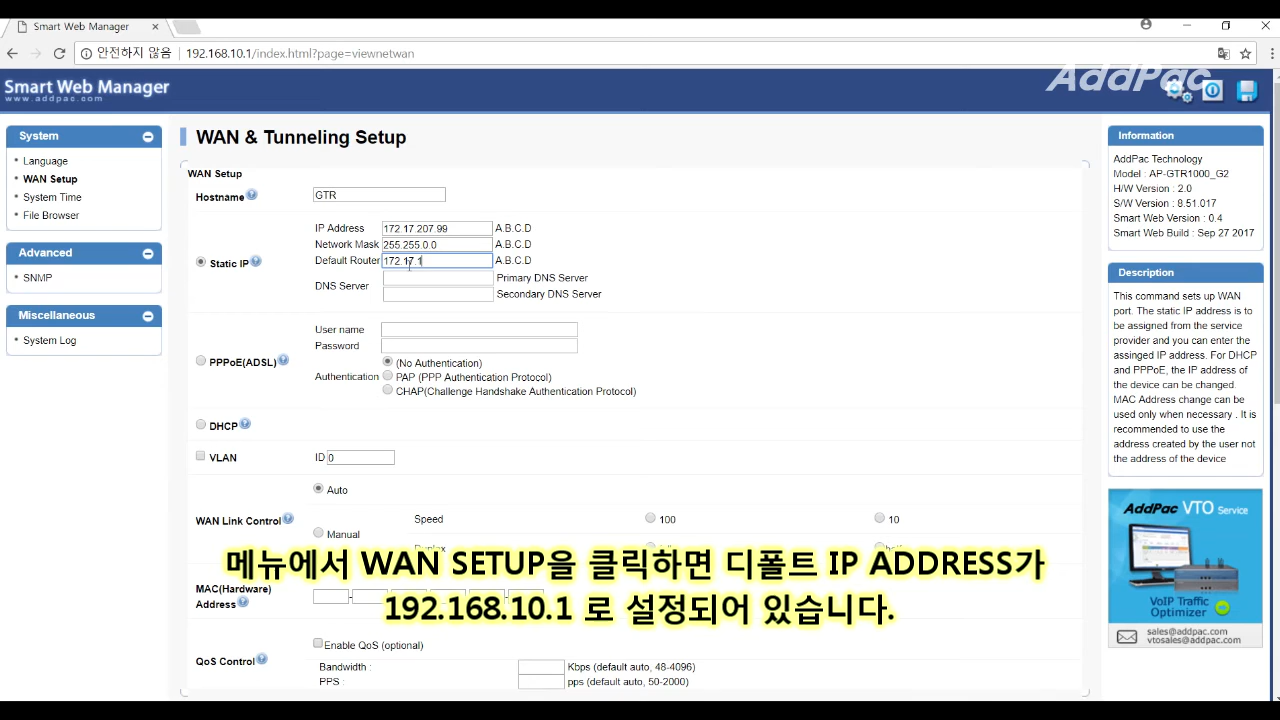 Smart Web Manager
안전하지 않음
192.168.10.1/index.html?page=viewnetwan
Smart Web Manager
www.addpac.com
AddPac
System
Language
WAN Setup
System Time
File Browser
Advanced
SNMP
Miscellaneous
System Log
WAN & Tunneling Setup
WAN Setup
Hostname
GTR
Static IP
IP Address 172.17.207.99 A.B.C.D
Network Mask 255.255.0.0 A.B.C.D
Default Router 172.17.1 A.B.C.D
DNS Server
Primary DNS Server
Secondary DNS Server
PPPoE(ADSL)
User name
Password
Authentication
(No Authentication)
PAP (PPP Authentication Protocol)
CHAP(Challenge Handshake Authentication Protocol)
DHCP
VLAN
ID 0
WAN Link Control
Auto
Manual
Speed 100 10
MAC(Hardware)
Address
QoS Control
Enable QoS (optional)
Bandwidth : Kbps (default auto, 48-4096)
PPS : pps (default auto, 50-2000)
메뉴에서 WAN SETUP을 클릭하면 디폴트 IP ADDRESS가
192.168.10.1 로 설정되어 있습니다.
Information
AddPac Technology
Model : AP-GTR1000_G2
H/W Version : 2.0
S/W Version : 8.51.017
Smart Web Version : 0.4
Smart Web Build : Sep 27 2017
Description
This command sets up WAN
port. The static IP address is to
be assigned from the service
provider and you can enter the
assinged IP address. For DHCP
and PPPoE, the IP address of
the device can be changed.
MAC Address change can be
used only when necessary . It is
recommended to use the
address created by the user not
the address of the device
AddPac VTO Service
VoIP Traffic
Optimizer
sales@addpac.com
vtosales@addpac.com